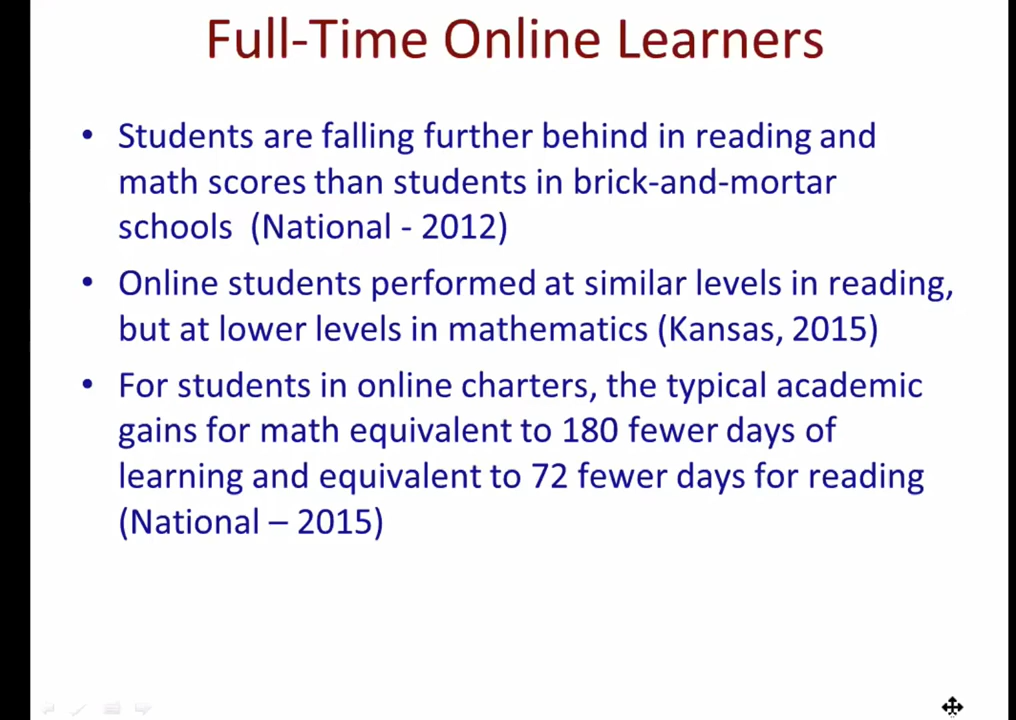 Full-Time Online Learners
• Students are falling further behind in reading and
math scores than students in brick-and-mortar
schools (National - 2012)
• Online students performed at similar levels in reading,
but at lower levels in mathematics (Kansas, 2015)
• For students in online charters, the typical academic
gains for math equivalent to 180 fewer days of
learning and equivalent to 72 fewer days for reading
(National – 2015)